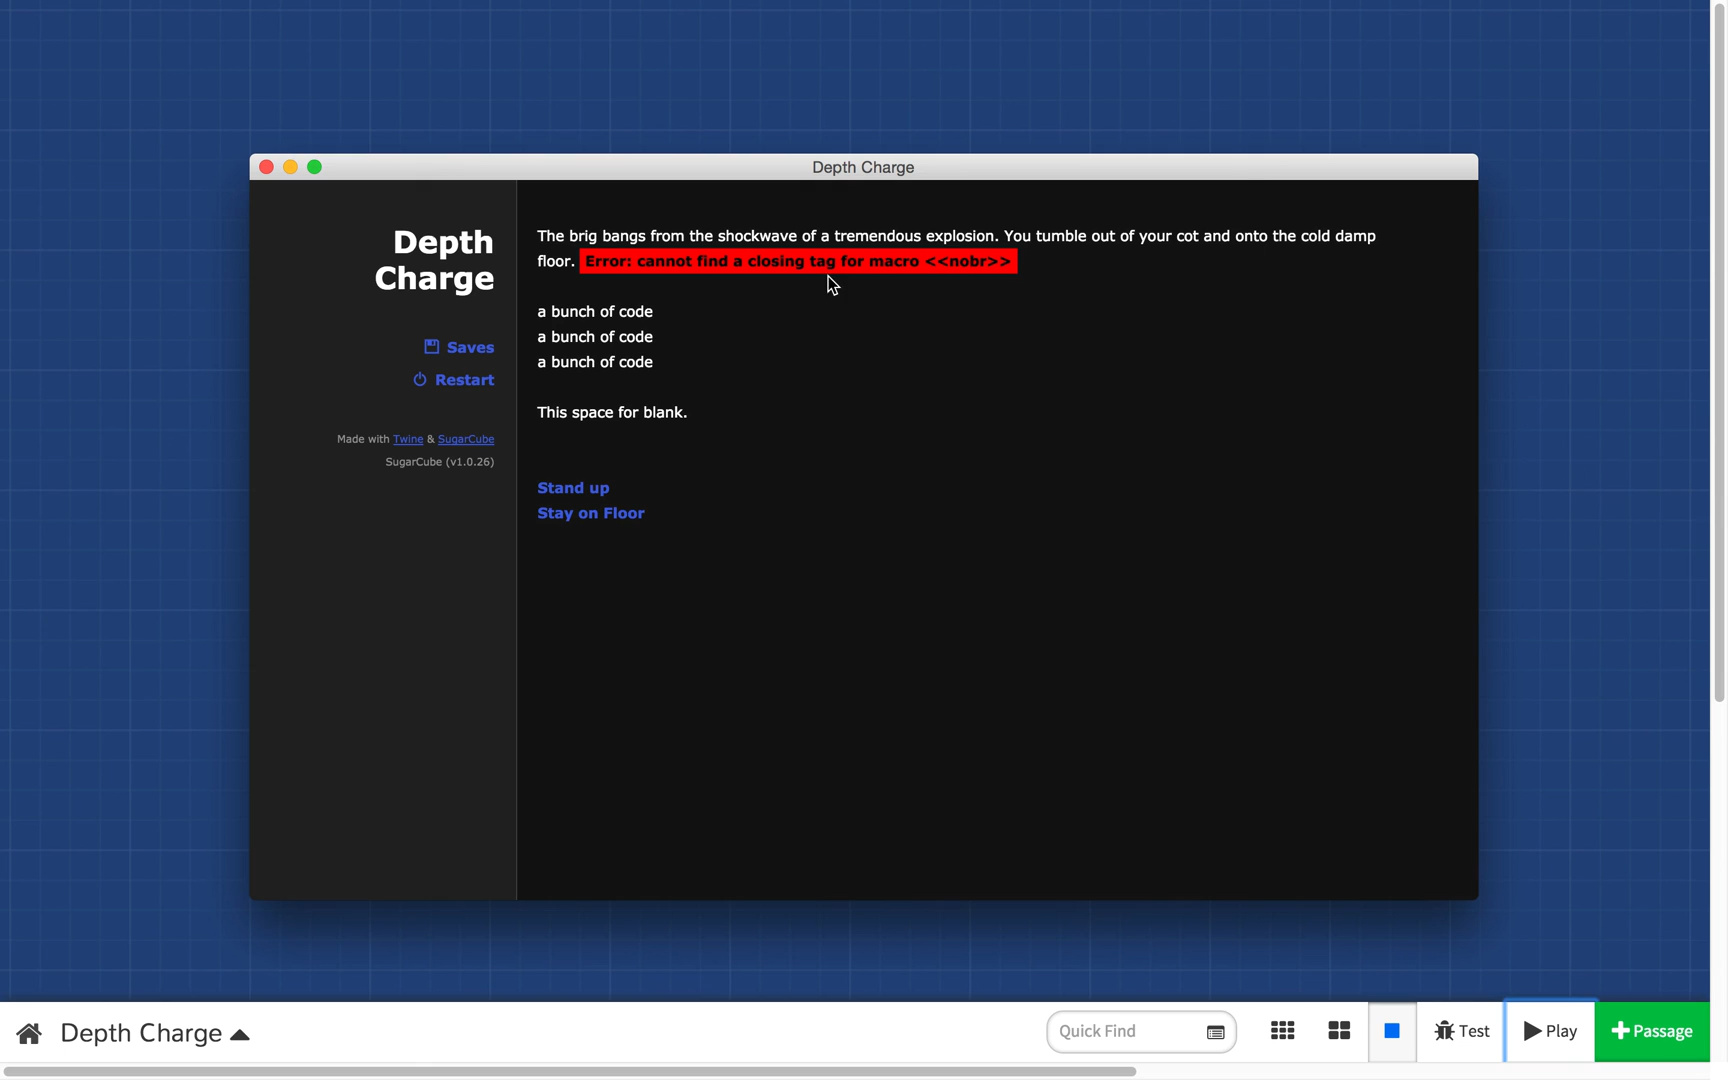 Depth Charge
Depth
Charge
Saves
Restart
Made with Twine & SugarCube
SugarCube (v1.0.26)
The brig bangs from the shockwave of a tremendous explosion. You tumble out of your cot and onto the cold damp
floor. Error: cannot find a closing tag for macro <<nobr>>
a bunch of code
a bunch of code
a bunch of code
This space for blank.
Stand up
Stay on Floor
Depth Charge
Quick Find
Test
Play
Passage